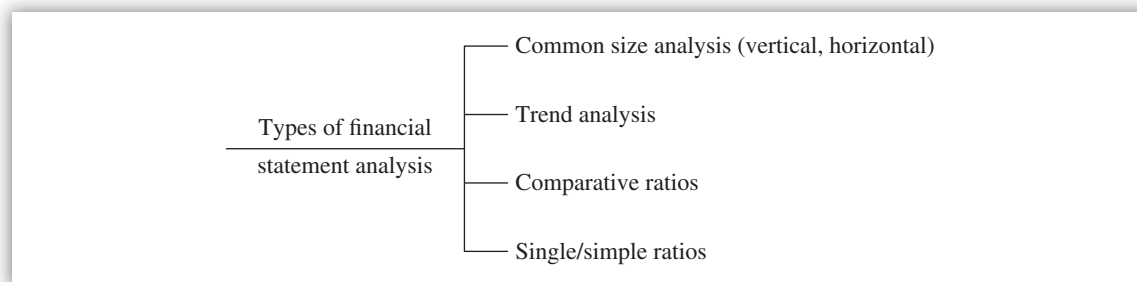 Types of financial
statement analysis
Common size analysis (vertical, horizontal)
Trend analysis
Comparative ratios
Single/simple ratios